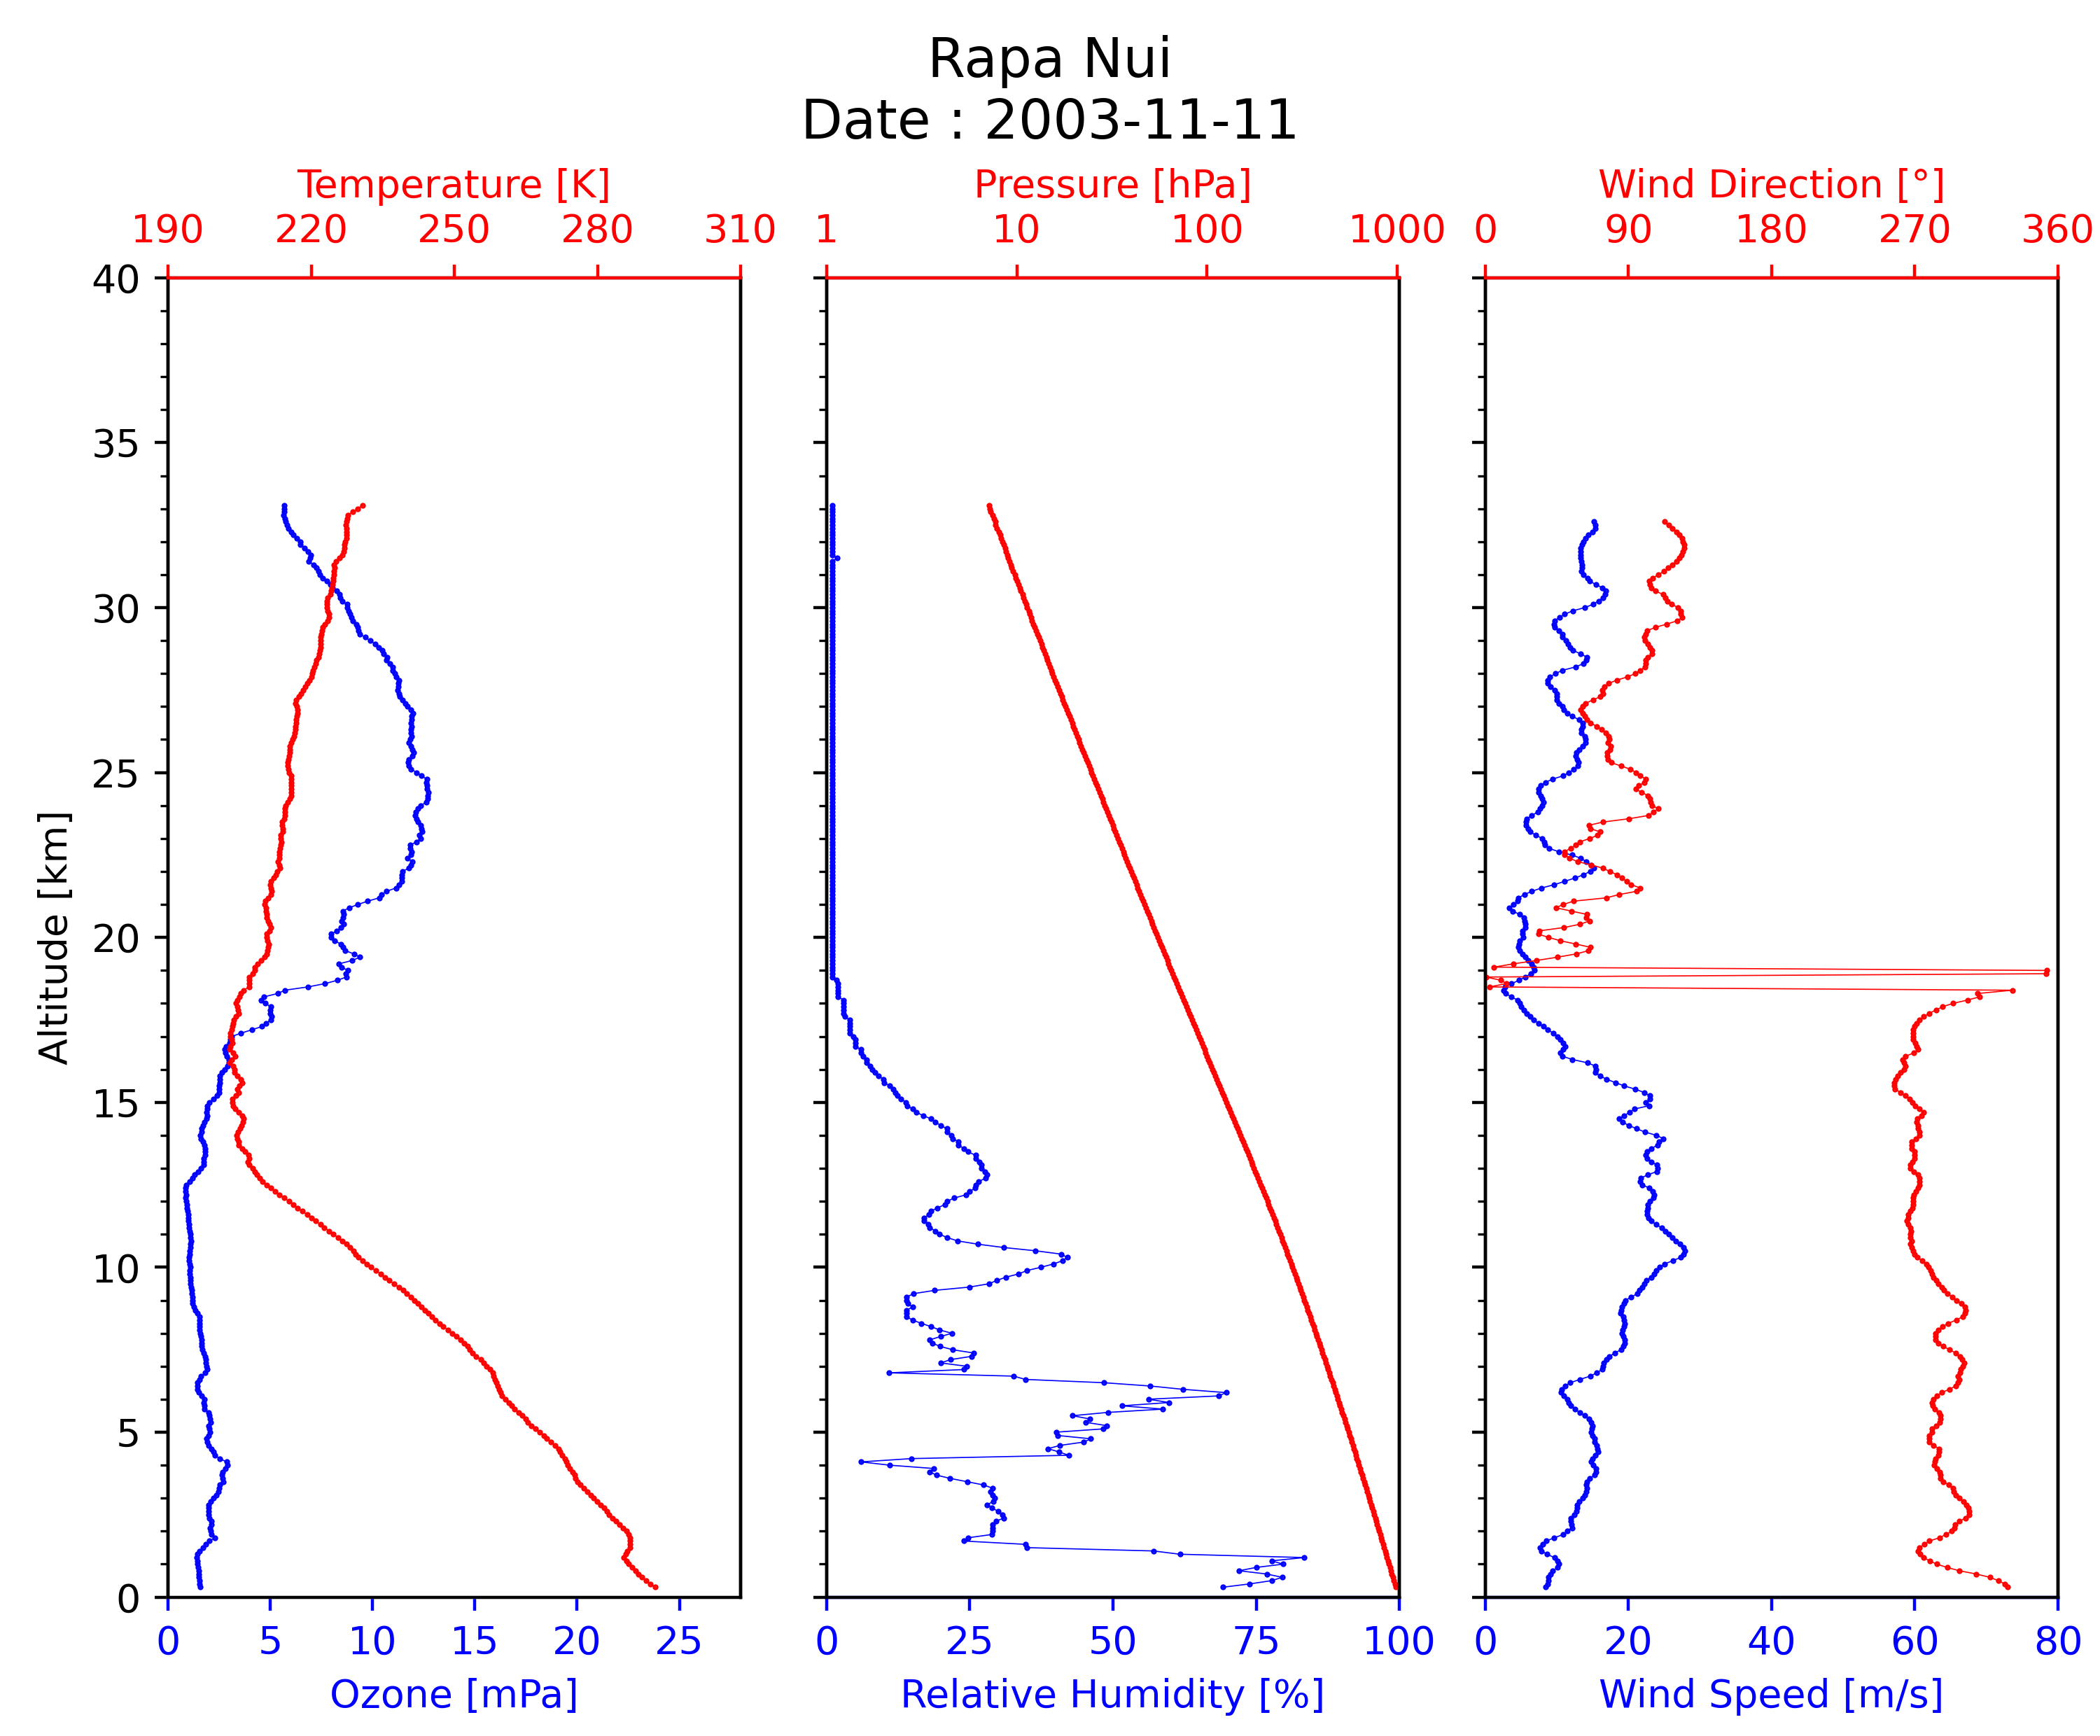 Rapa Nui
Date : 2003-11-11
Temperature [K]
190 220 250 280 310
Pressure [hPa]
1 10 100 1000
Wind Direction [°]
0 90 180 270 360
Altitude [km]
40
35
30
25
20
15
10
5
0
0 5 10 15 20 25
Ozone [mPa]
0 25 50 75 100
Relative Humidity [%]
0 20 40 60 80
Wind Speed [m/s]